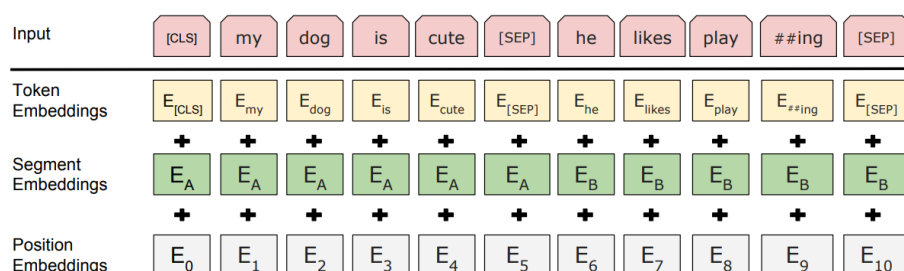 Input [CLS] my dog is cute [SEP] he likes play ##ing [SEP]
Token
Embeddings E[CLS] Emy Edog Eis Ecute E[SEP] Ehe Elikes Eplay E##ing E[SEP]
+ + + + + + + + + + +
Segment
Embeddings EA EA EA EA EA EA EB EB EB EB EB
+ + + + + + + + + + +
Position
Embeddings E0 E1 E2 E3 E4 E5 E6 E7 E8 E9 E10